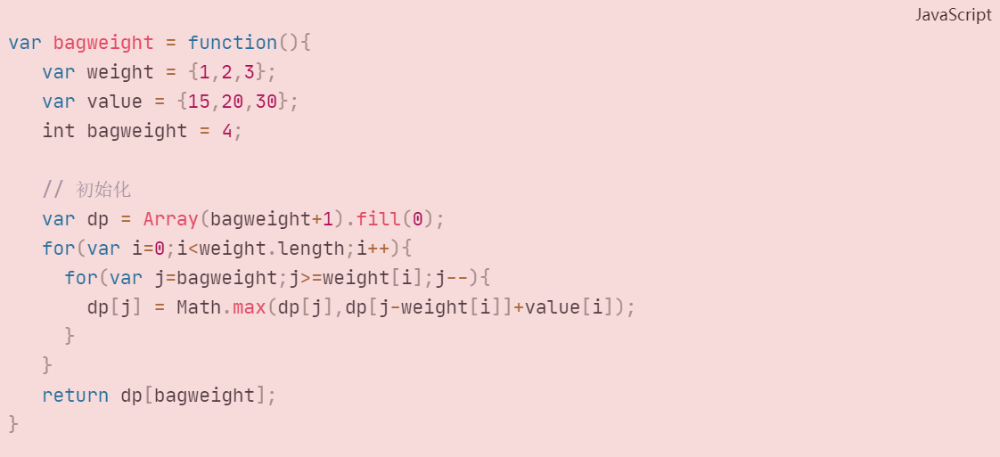 JavaScript
var bagweight = function(){
   var weight = {1,2,3};
   var value = {15,20,30};
   int bagweight = 4;

   // 初始化
   var dp = Array(bagweight+1).fill(0);
   for(var i=0;i<weight.length;i++){
     for(var j=bagweight;j>=weight[i];j--){
       dp[j] = Math.max(dp[j],dp[j-weight[i]]+value[i]);
     }
   }
   return dp[bagweight];
}